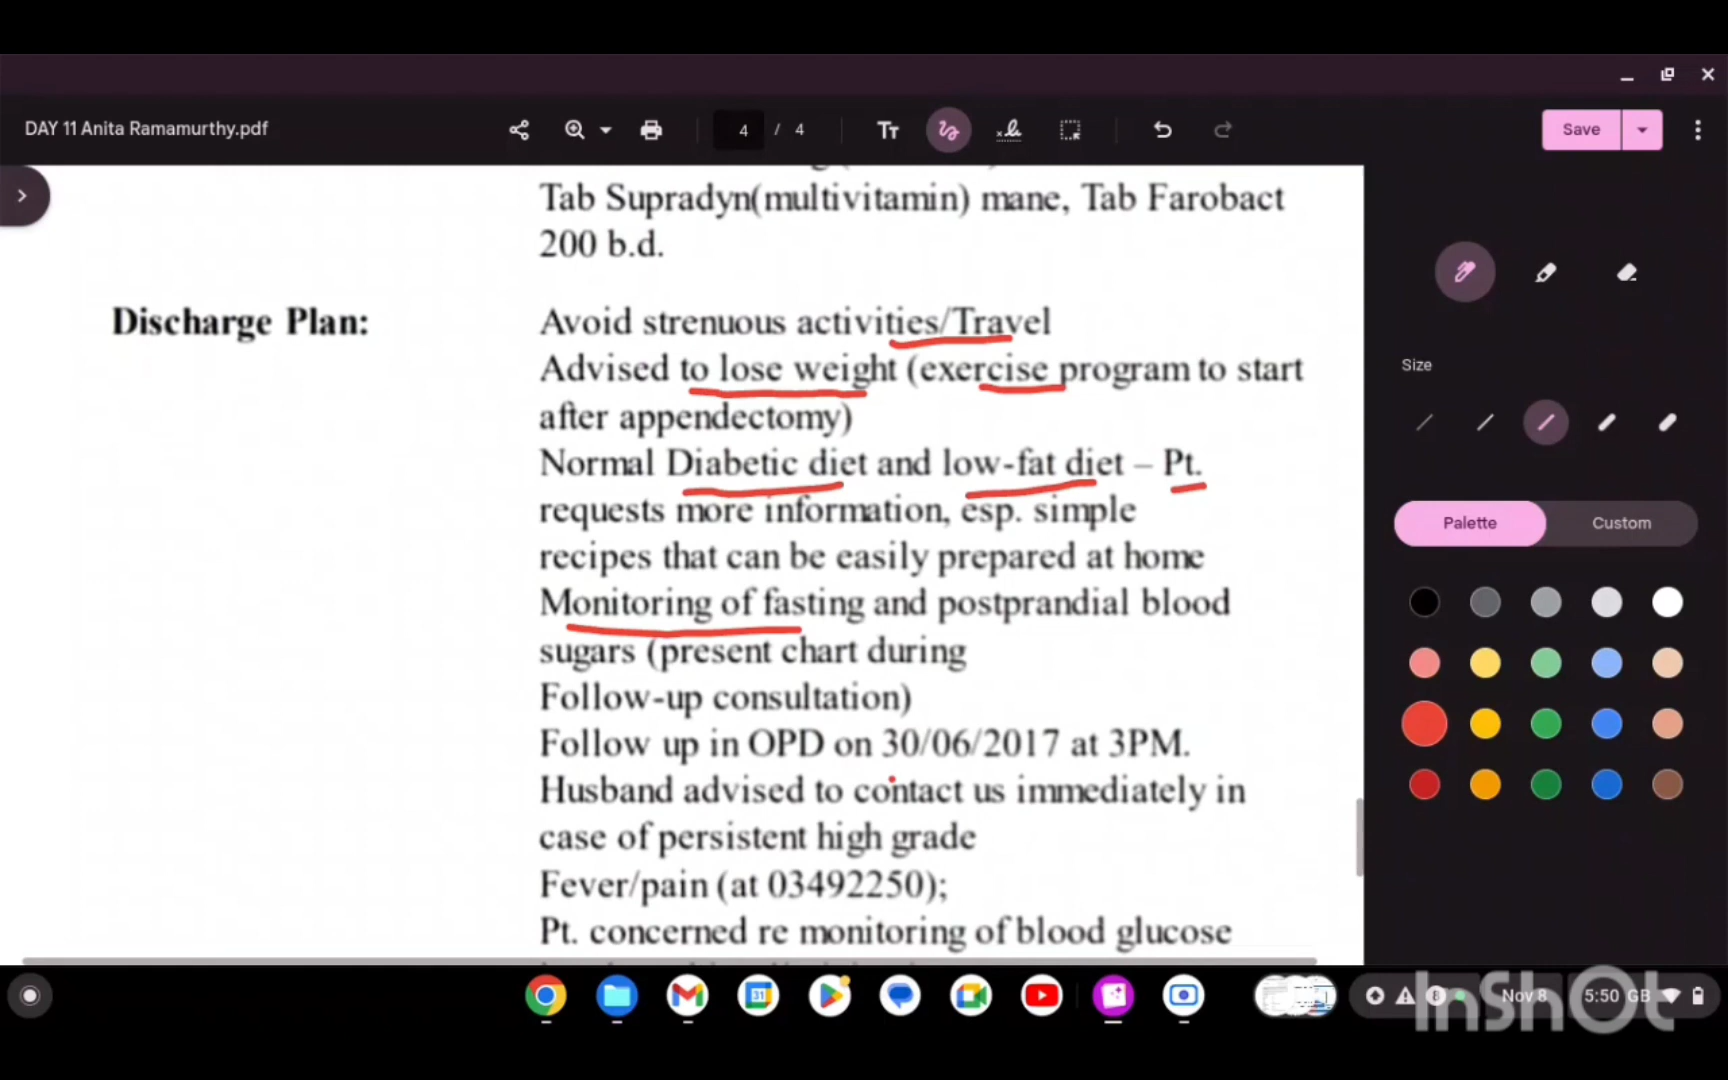 DAY 11 Anita Ramamurthy.pdf
4 / 4
Save
Tab Supradyn(multivitamin) mane, Tab Farobact
200 b.d.
Discharge Plan:
Avoid strenuous activities/Travel
Advised to lose weight (exercise program to start
after appendectomy)
Normal Diabetic diet and low-fat diet – Pt.
requests more information, esp. simple
recipes that can be easily prepared at home
Monitoring of fasting and postprandial blood
sugars (present chart during
Follow-up consultation)
Follow up in OPD on 30/06/2017 at 3PM.
Husband advised to contact us immediately in
case of persistent high grade
Fever/pain (at 03492250);
Pt. concerned re monitoring of blood glucose
Size
Palette
Custom
31
8
Nov 8
5:50 GB
InShOt